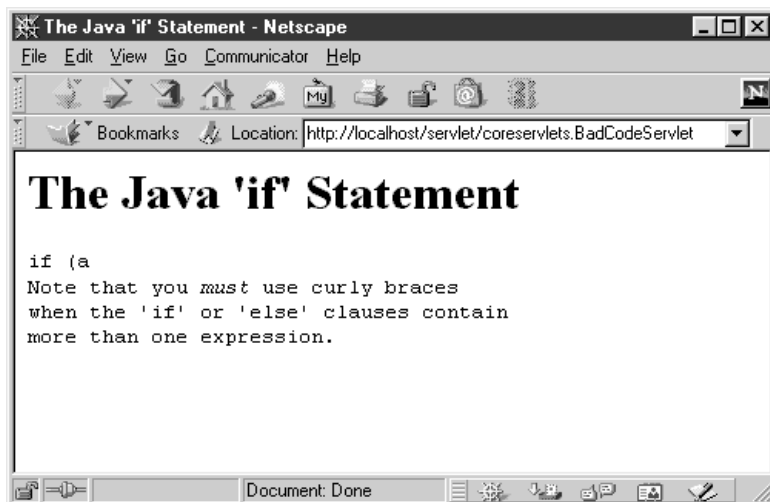 The Java 'if' Statement - Netscape
File Edit View Go Communicator Help
My N
Bookmarks Location: http://localhost/servlet/coreservlets.BadCodeServlet
The Java 'if' Statement
if (a
Note that you must use curly braces
when the 'if' or 'else' clauses contain
more than one expression.
Document: Done